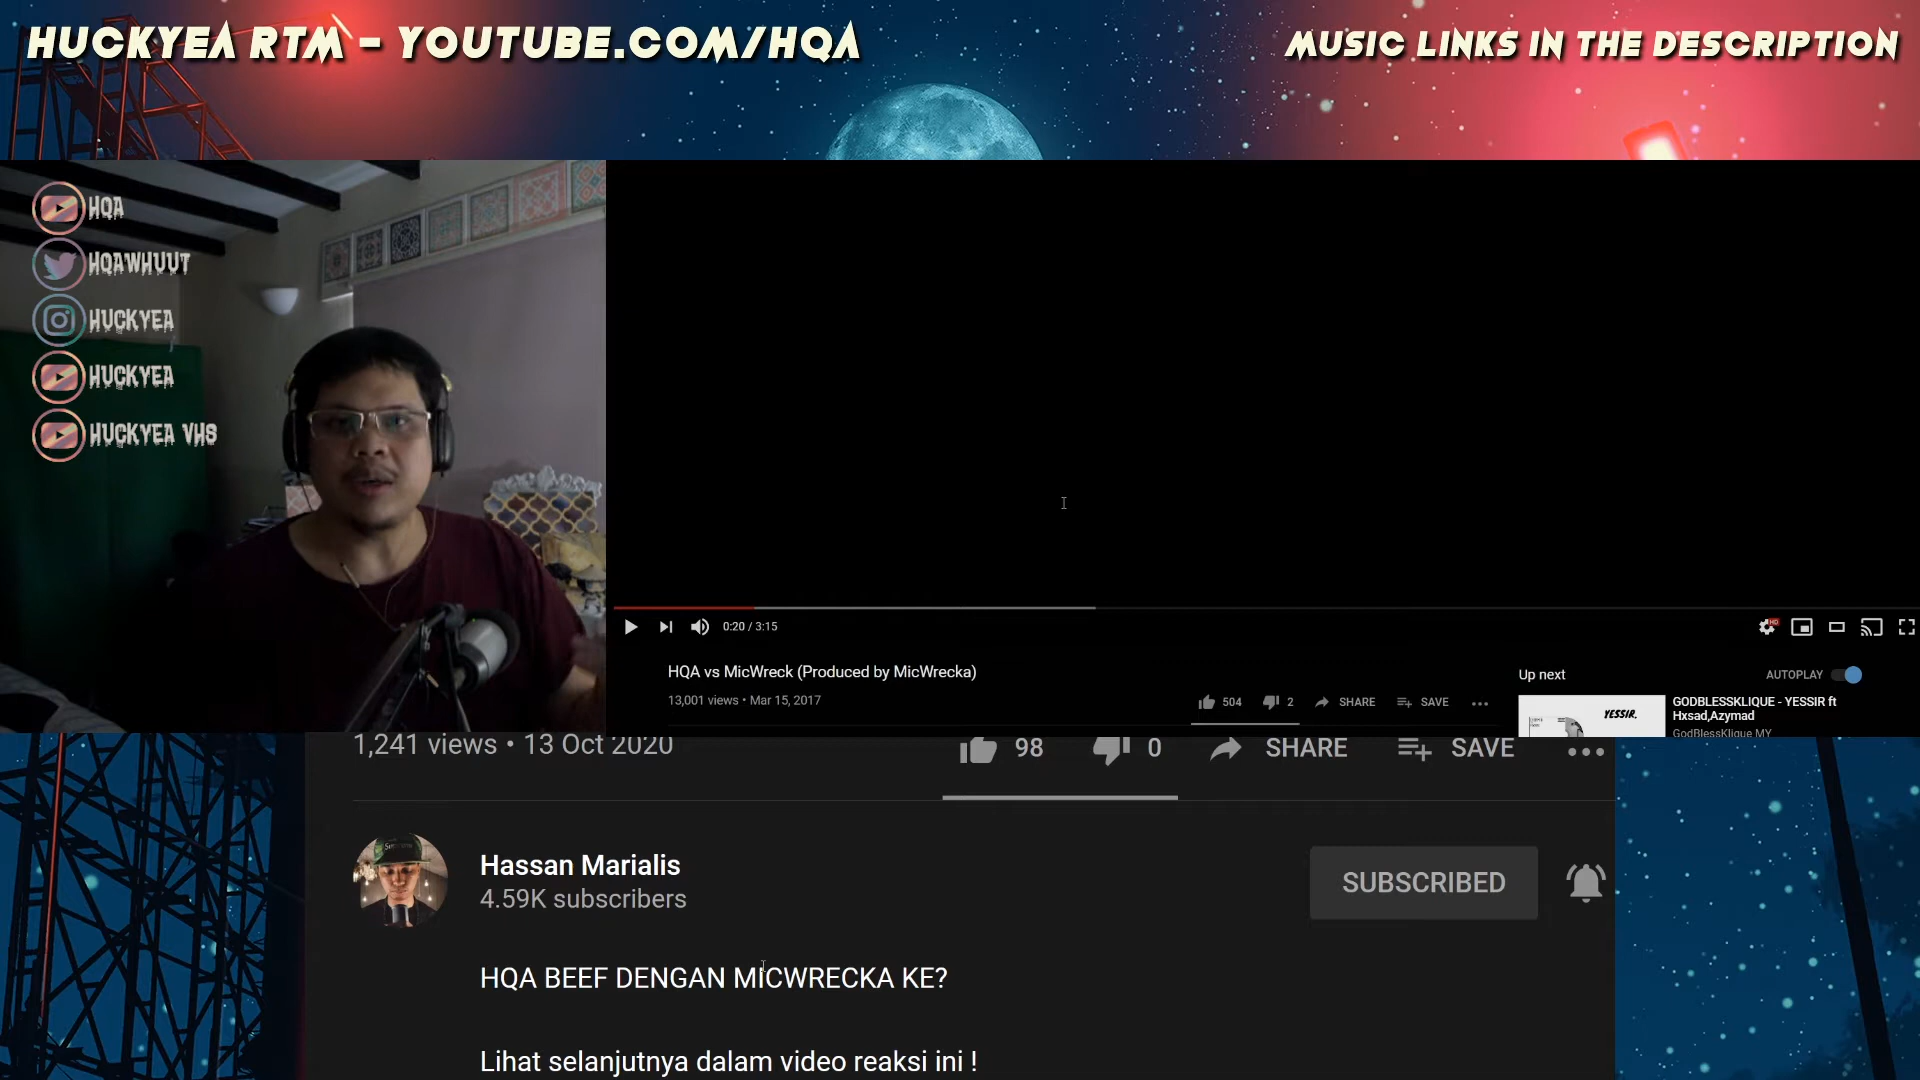 HUCKYEA RTM - YOUTUBE.COM/HQA
MUSIC LINKS IN THE DESCRIPTION
HQA
HQAWHUUT
HUCKYEA
HUCKYEA
HUCKYEA VHS
0:20 / 3:15
HD
HQA vs MicWreck (Produced by MicWrecka)
13,001 views • Mar 15, 2017
504
2
SHARE
SAVE
Up next
AUTOPLAY
YESSIR.
GODBLESSKLIQUE - YESSIR ft
Hxsad,Azymad
GodBlessKlique MY
1,241 views • 13 Oct 2020
98
0
SHARE
SAVE
Hassan Marialis
4.59K subscribers
SUBSCRIBED
HQA BEEF DENGAN MICWRECKA KE?
Lihat selanjutnya dalam video reaksi ini !